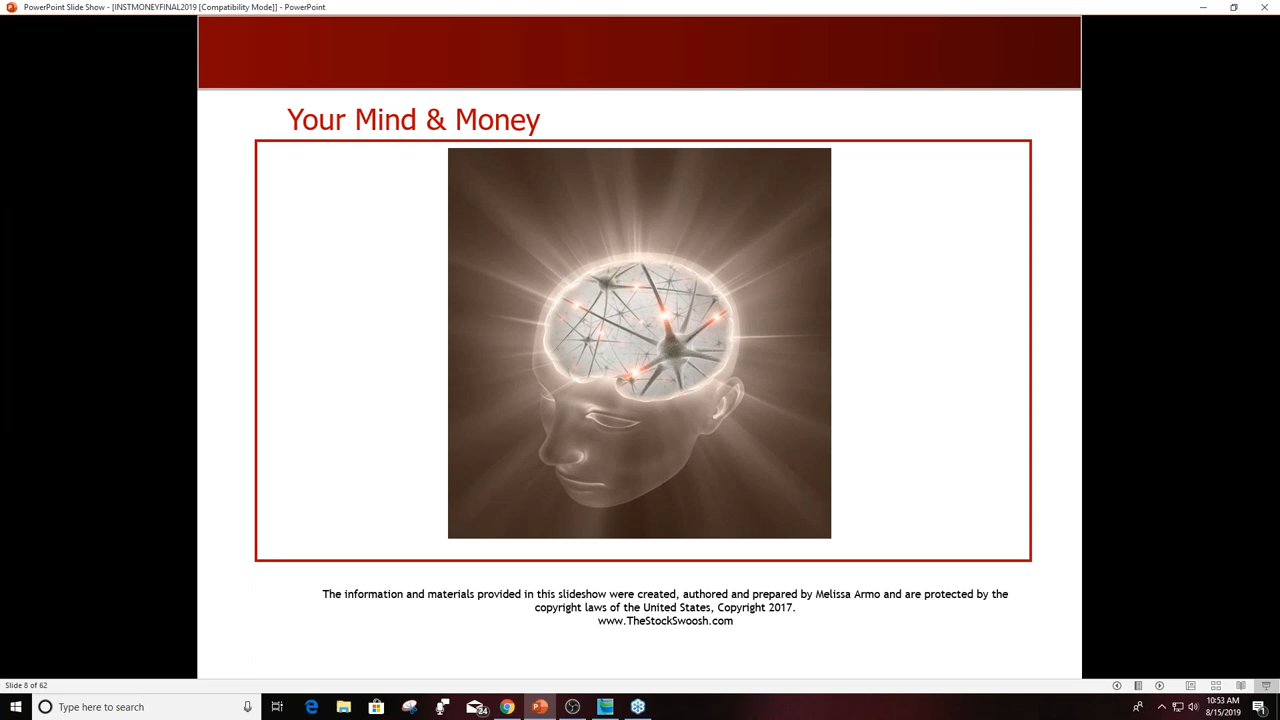 PowerPoint Slide Show - [INSTMONEYFINAL2019 [Compatibility Mode]] - PowerPoint
Your Mind & Money
The information and materials provided in this slideshow were created, authored and prepared by Melissa Armo and are protected by the
copyright laws of the United States, Copyright 2017.
www.TheStockSwoosh.com
Slide 8 of 62
Type here to search
24
10:53 AM
8/15/2019
1